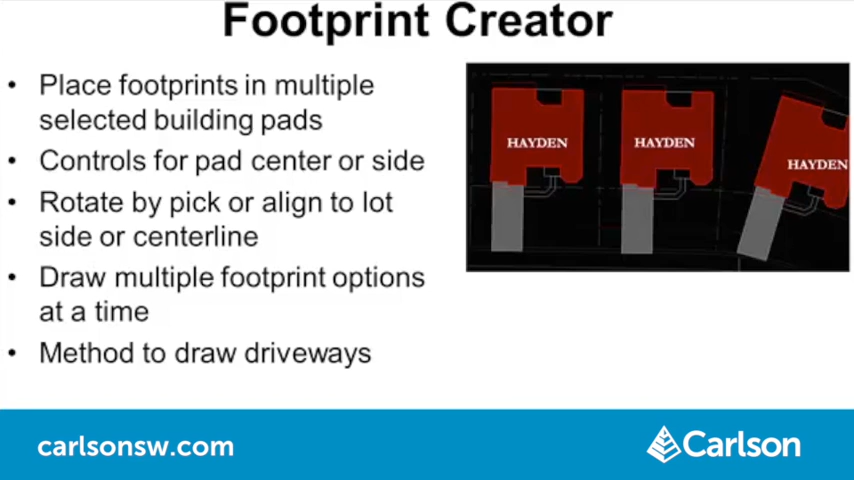 Footprint Creator
• Place footprints in multiple
selected building pads
• Controls for pad center or side
• Rotate by pick or align to lot
side or centerline
• Draw multiple footprint options
at a time
• Method to draw driveways
HAYDEN
HAYDEN
HAYDEN
carlsonsw.com
Carlson